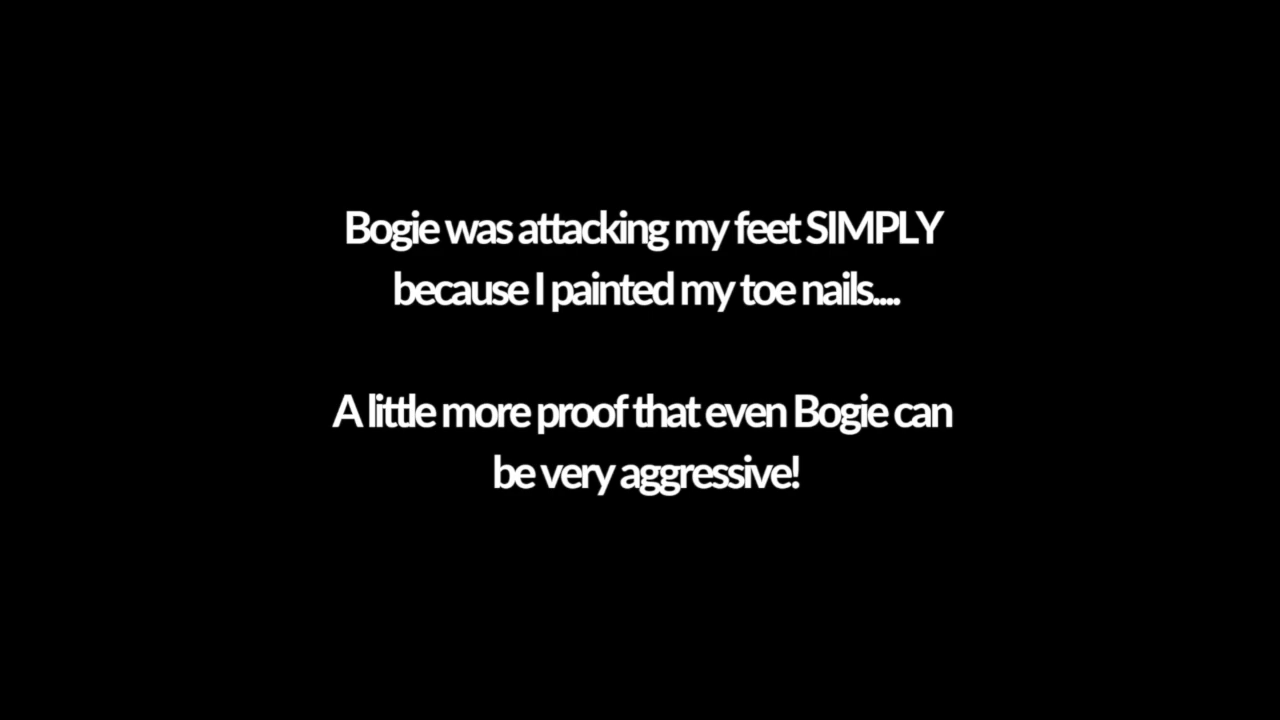 Bogie was attacking my feet SIMPLY
because I painted my toe nails....
A little more proof that even Bogie can
be very aggressive!